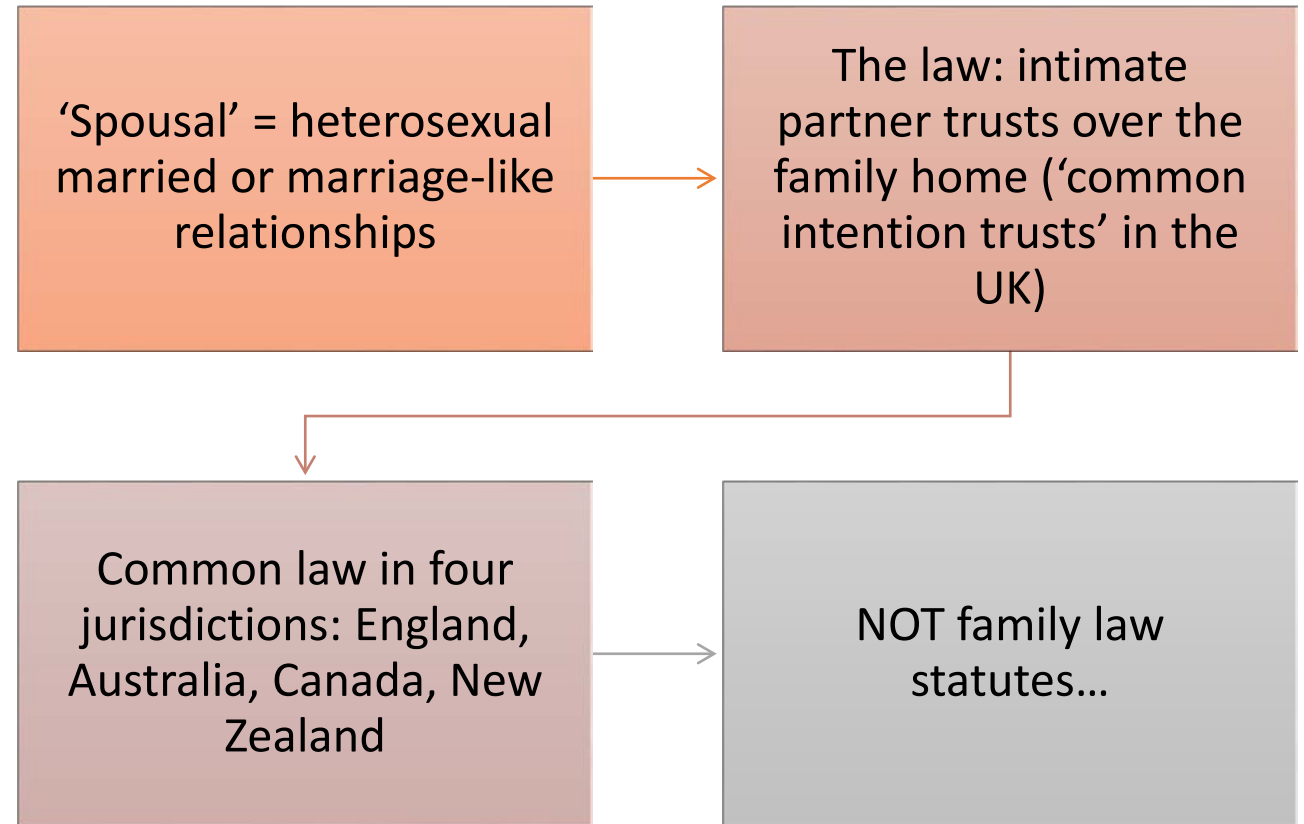 ‘Spousal’ = heterosexual
married or marriage-like
relationships
The law: intimate
partner trusts over the
family home (‘common
intention trusts’ in the
UK)
Common law in four
jurisdictions: England,
Australia, Canada, New
Zealand
NOT family law
statutes…